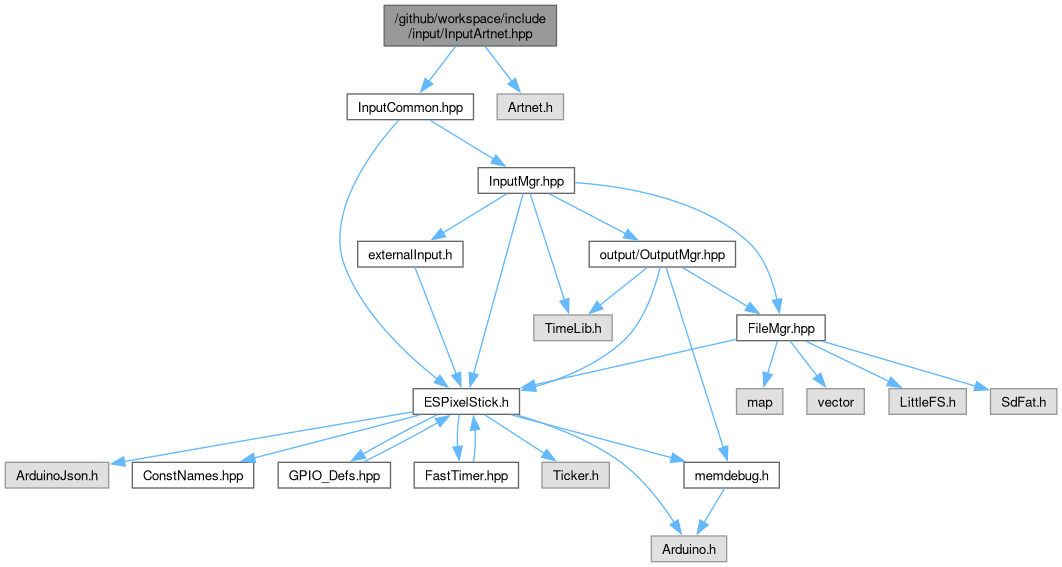 /github/workspace/include
/input/InputArtnet.hpp
InputCommon.hpp
Artnet.h
InputMgr.hpp
externalInput.h
output/OutputMgr.hpp
TimeLib.h
FileMgr.hpp
ESPixelStick.h
map
vector
LittleFS.h
SdFat.h
ArduinoJson.h
ConstNames.hpp
GPIO_Defs.hpp
FastTimer.hpp
Ticker.h
memdebug.h
Arduino.h